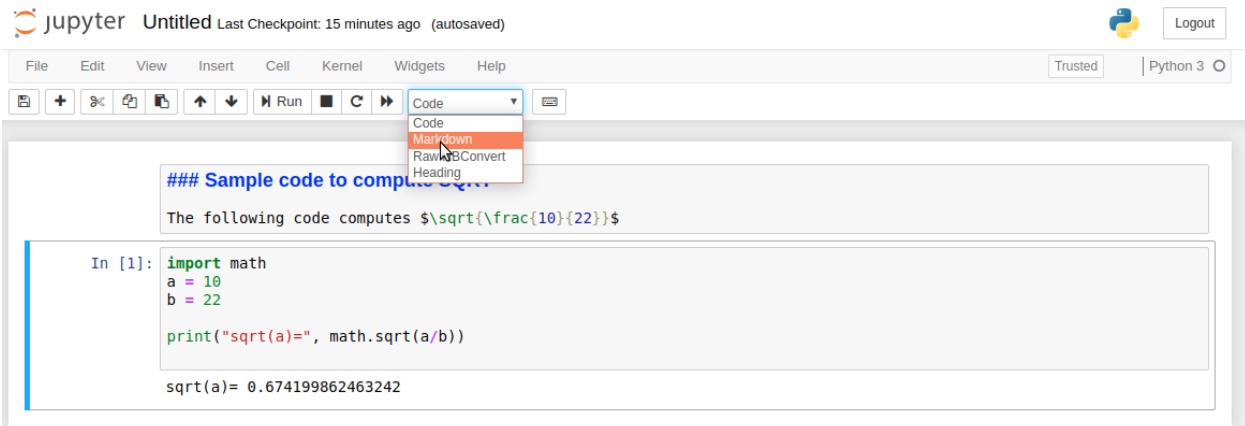 jupyter Untitled Last Checkpoint: 15 minutes ago (autosaved) Logout
File Edit View Insert Cell Kernel Widgets Help Trusted Python 3
Run Code
Code
Markdown
Heading
### Sample code to compute
The following code computes $\sqrt{\frac{10}{22}}$
In [1]: import math
a = 10
b = 22
print("sqrt(a)=", math.sqrt(a/b))
sqrt(a)= 0.674199862463242